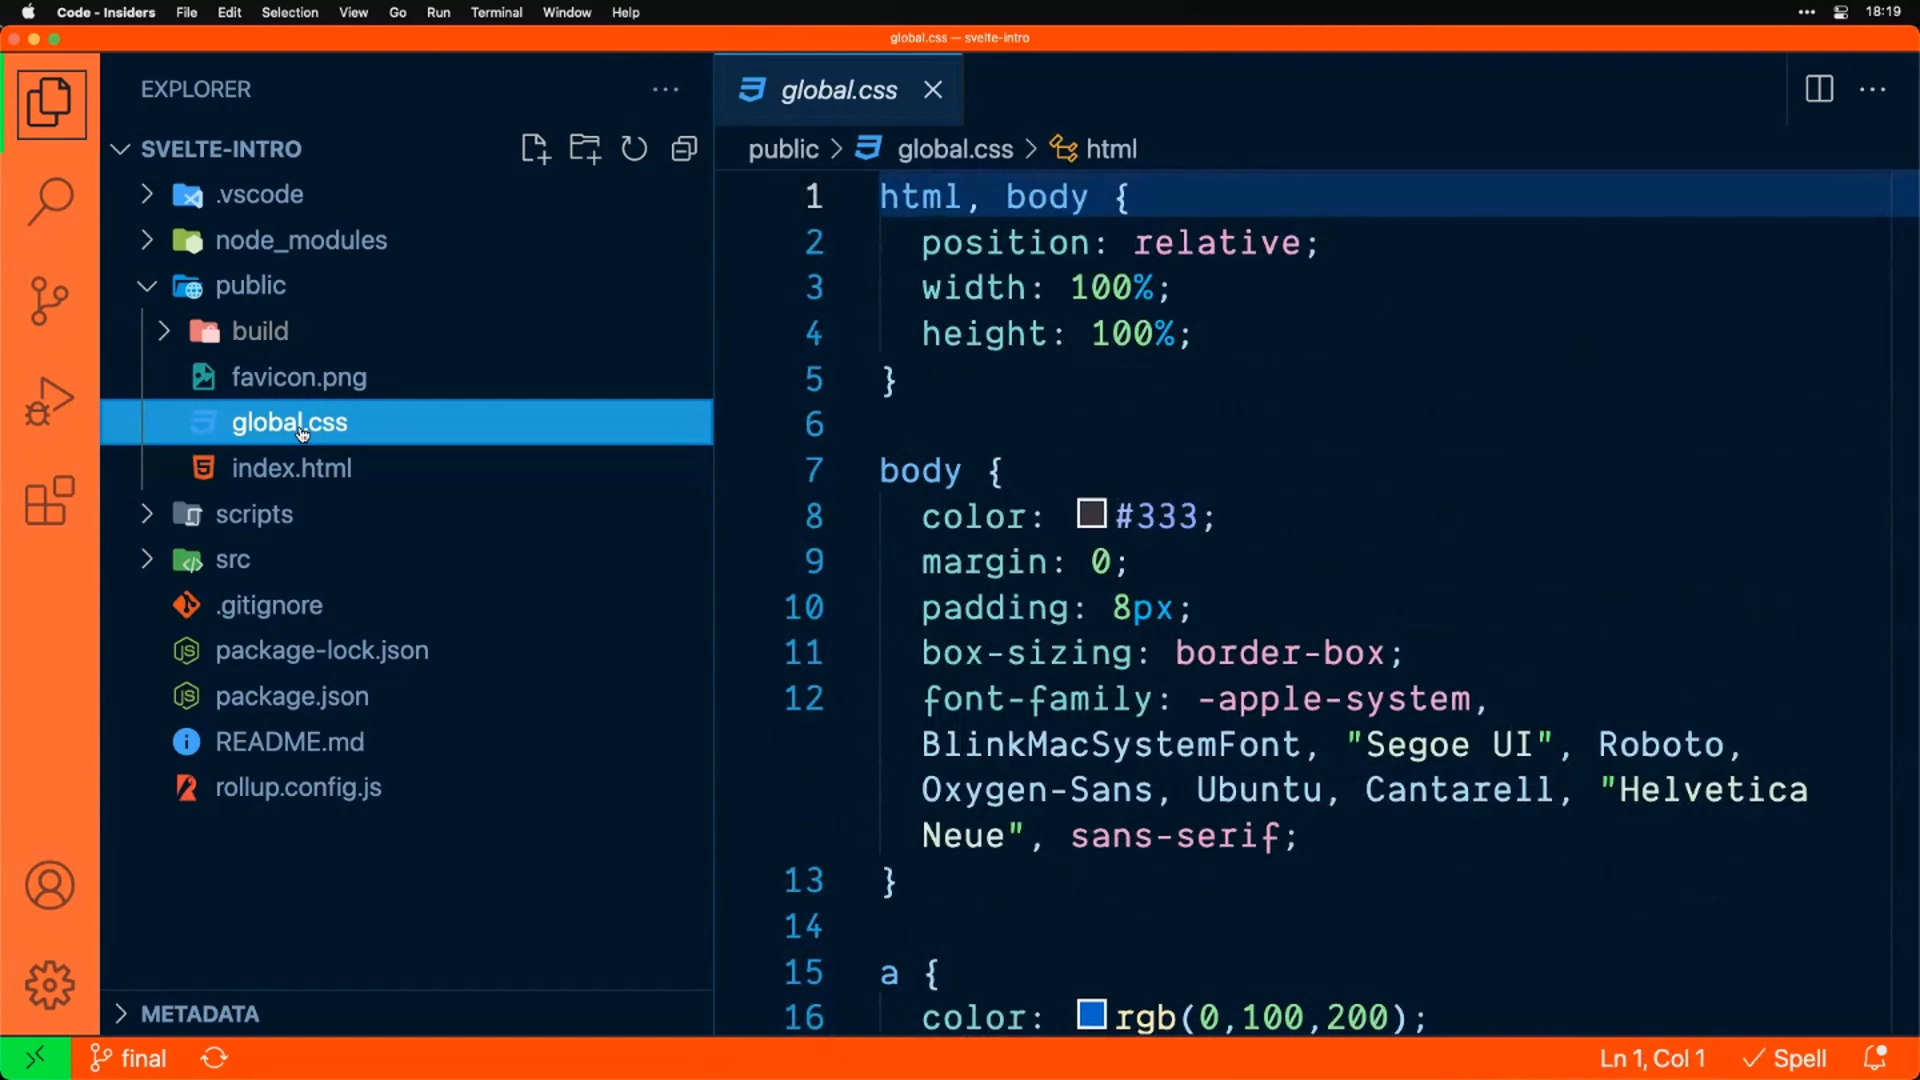 Code - Insiders File Edit Selection View Go Run Terminal Window Help 18:19
global.css — svelte-intro
EXPLORER
SVELTE-INTRO
.vscode
node_modules
public
build
favicon.png
global.css
index.html
scripts
src
.gitignore
package-lock.json
package.json
README.md
rollup.config.js
METADATA
global.css
public > global.css > html
1 html, body {
2 position: relative;
3 width: 100%;
4 height: 100%;
5 }
6
7 body {
8 color: #333;
9 margin: 0;
10 padding: 8px;
11 box-sizing: border-box;
12 font-family: -apple-system,
BlinkMacSystemFont, "Segoe UI", Roboto,
Oxygen-Sans, Ubuntu, Cantarell, "Helvetica
Neue", sans-serif;
13 }
14
15 a {
16 color: rgb(0,100,200);
final Ln 1, Col 1 Spell